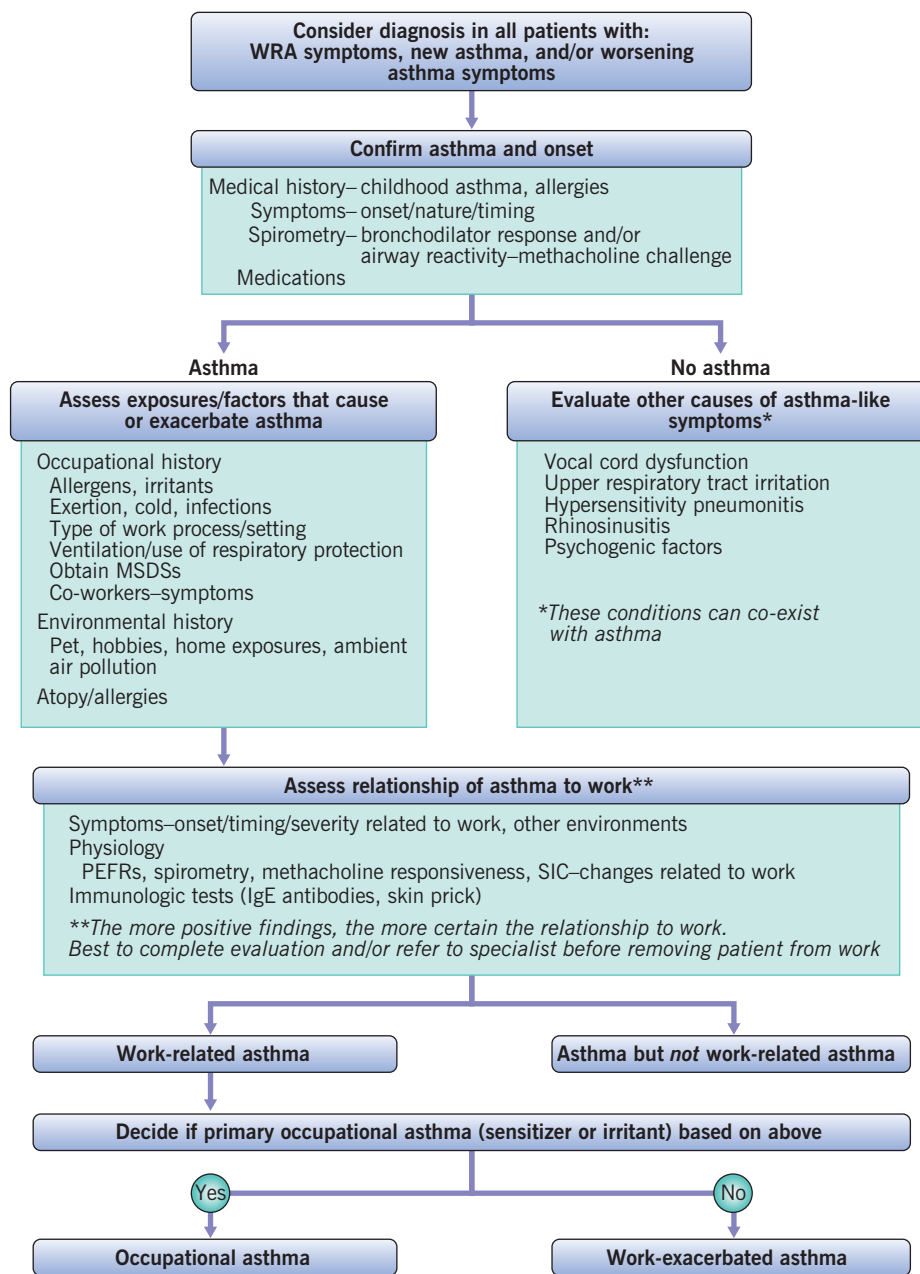 Consider diagnosis in all patients with:
WRA symptoms, new asthma, and/or worsening
asthma symptoms
Confirm asthma and onset
Medical history– childhood asthma, allergies
Symptoms– onset/nature/timing
Spirometry– bronchodilator response and/or
airway reactivity–methacholine challenge
Medications
Asthma
Assess exposures/factors that cause
or exacerbate asthma
Occupational history
Allergens, irritants
Exertion, cold, infections
Type of work process/setting
Ventilation/use of respiratory protection
Obtain MSDSs
Co-workers–symptoms
Environmental history
Pet, hobbies, home exposures, ambient
air pollution
Atopy/allergies
No asthma
Evaluate other causes of asthma-like
symptoms*
Vocal cord dysfunction
Upper respiratory tract irritation
Hypersensitivity pneumonitis
Rhinosinusitis
Psychogenic factors
*These conditions can co-exist
with asthma
Assess relationship of asthma to work**
Symptoms–onset/timing/severity related to work, other environments
Physiology
PEFRs, spirometry, methacholine responsiveness, SIC–changes related to work
Immunologic tests (IgE antibodies, skin prick)
**The more positive findings, the more certain the relationship to work.
Best to complete evaluation and/or refer to specialist before removing patient from work
Work-related asthma
Asthma but not work-related asthma
Decide if primary occupational asthma (sensitizer or irritant) based on above
Yes
No
Occupational asthma
Work-exacerbated asthma